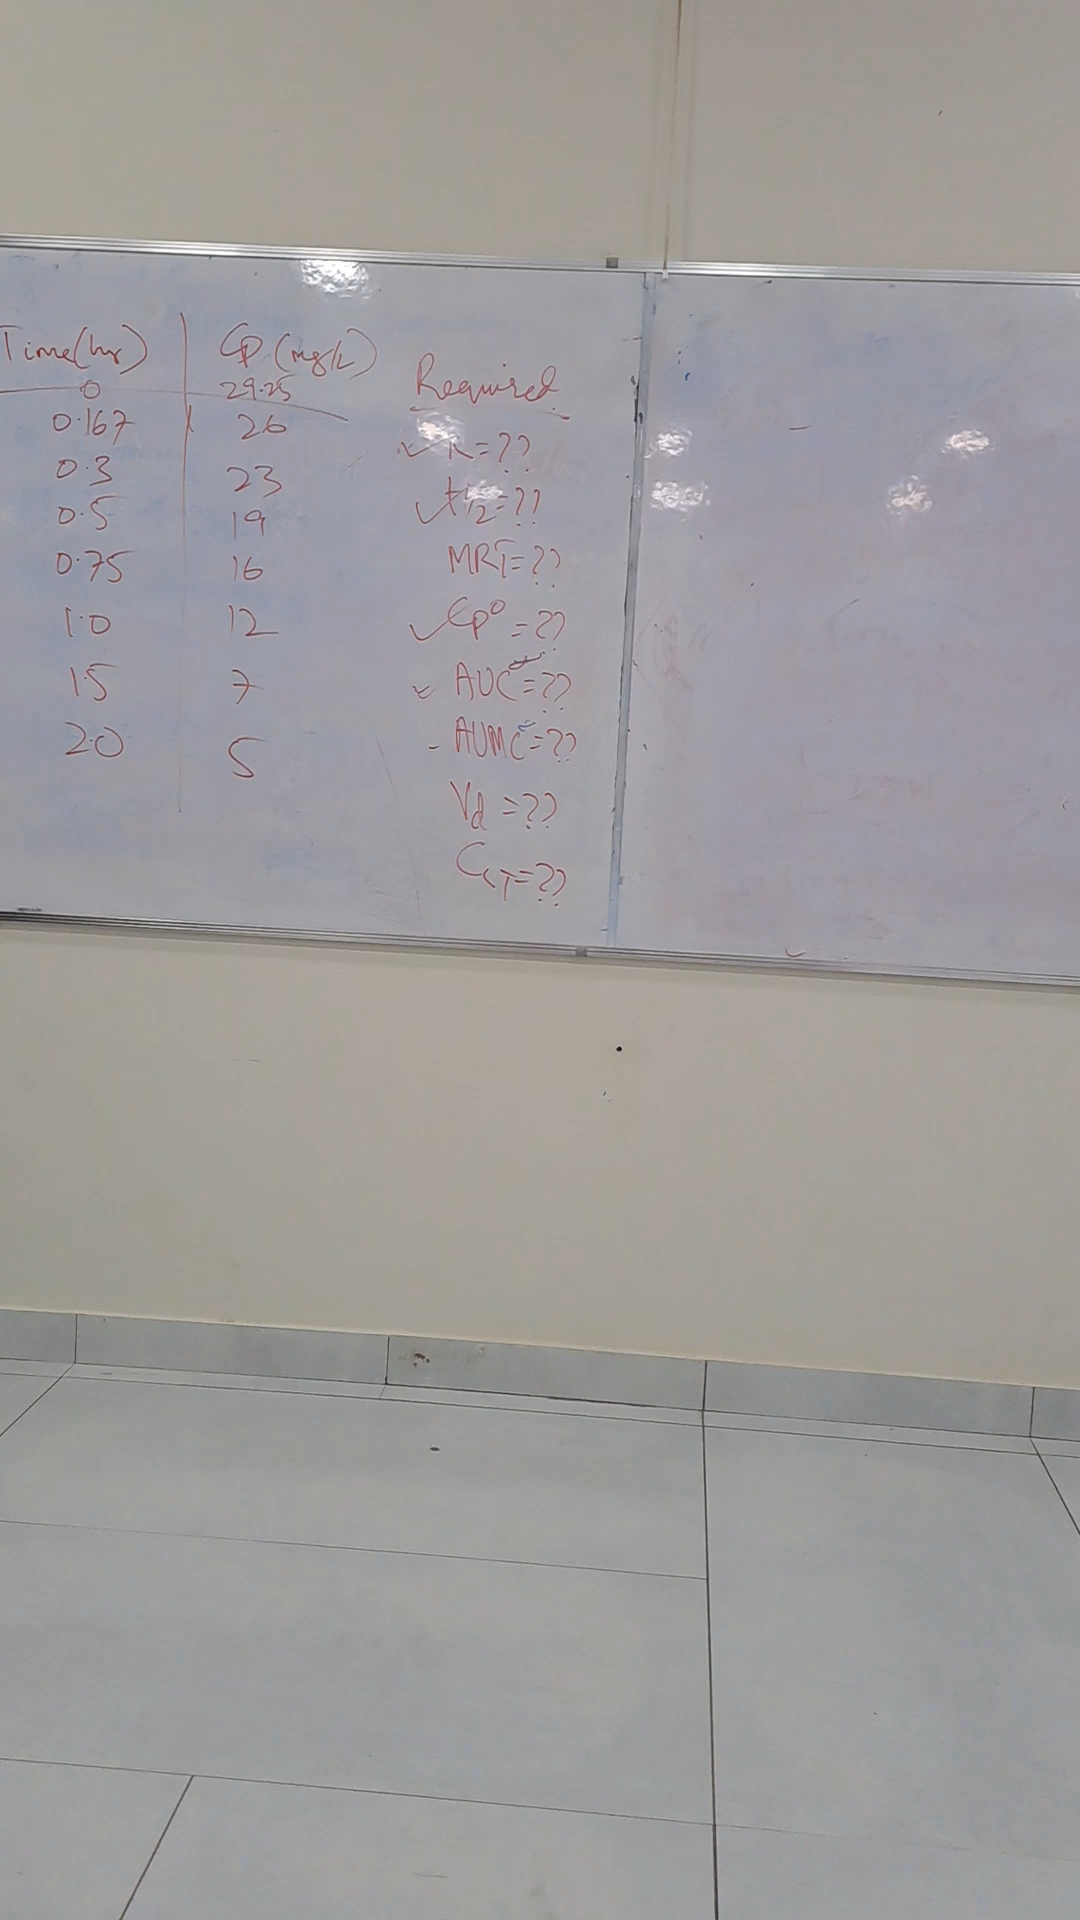 Time(hr) Cp (mg/L)
0 29.25
0.167 26
0.3 23
0.5 19
0.75 16
1.0 12
1.5 7
2.0 5
Required
✓ K=??
✓ t1/2=??
MRT=??
✓ Cp⁰=??
✓ AUC=??
- AUMC=??
Vd=??
CLT=??